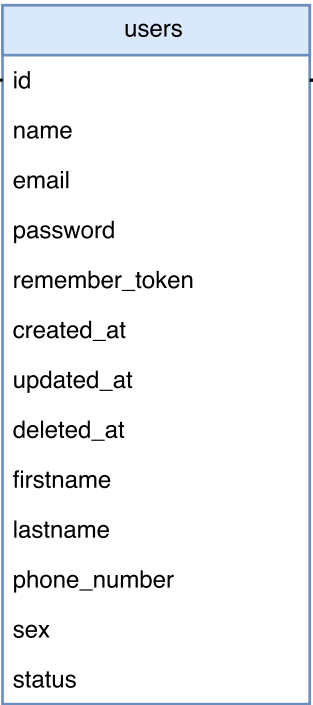 users
id
name
email
password
remember_token
created_at
updated_at
deleted_at
firstname
lastname
phone_number
sex
status